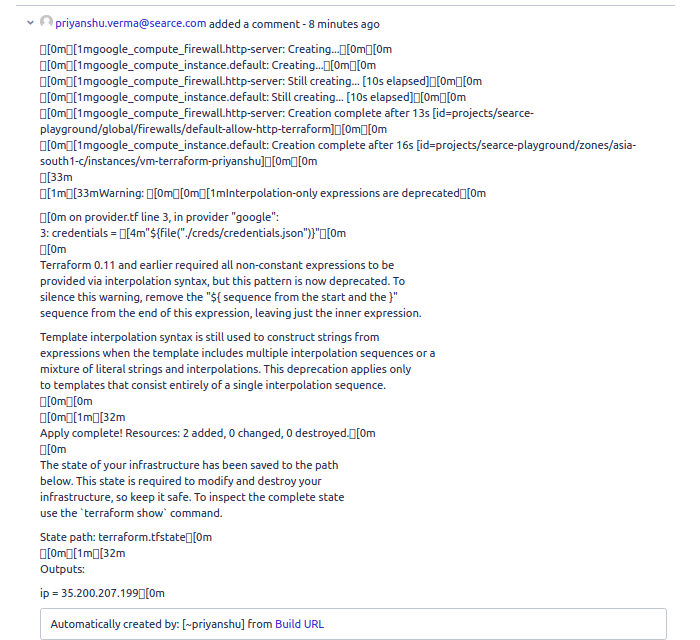 priyanshu.verma@searce.com added a comment - 8 minutes ago
▯[0m▯[1mgoogle_compute_firewall.http-server: Creating...▯[0m▯[0m
▯[0m▯[1mgoogle_compute_instance.default: Creating...▯[0m▯[0m
▯[0m▯[1mgoogle_compute_firewall.http-server: Still creating... [10s elapsed]▯[0m▯[0m
▯[0m▯[1mgoogle_compute_instance.default: Still creating... [10s elapsed]▯[0m▯[0m
▯[0m▯[1mgoogle_compute_firewall.http-server: Creation complete after 13s [id=projects/searce-
playground/global/firewalls/default-allow-http-terraform]▯[0m▯[0m
▯[0m▯[1mgoogle_compute_instance.default: Creation complete after 16s [id=projects/searce-playground/zones/asia-
south1-c/instances/vm-terraform-priyanshu]▯[0m▯[0m
▯[33m
▯[1m▯[33mWarning: ▯[0m▯[0m▯[1mInterpolation-only expressions are deprecated▯[0m
▯[0m on provider.tf line 3, in provider "google":
3: credentials = ▯[4m"${file("./creds/credentials.json")}"▯[0m
▯[0m
Terraform 0.11 and earlier required all non-constant expressions to be
provided via interpolation syntax, but this pattern is now deprecated. To
silence this warning, remove the "${ sequence from the start and the }"
sequence from the end of this expression, leaving just the inner expression.
Template interpolation syntax is still used to construct strings from
expressions when the template includes multiple interpolation sequences or a
mixture of literal strings and interpolations. This deprecation applies only
to templates that consist entirely of a single interpolation sequence.
▯[0m▯[0m
▯[0m▯[1m▯[32m
Apply complete! Resources: 2 added, 0 changed, 0 destroyed.▯[0m
▯[0m
The state of your infrastructure has been saved to the path
below. This state is required to modify and destroy your
infrastructure, so keep it safe. To inspect the complete state
use the `terraform show` command.
State path: terraform.tfstate▯[0m
▯[0m▯[1m▯[32m
Outputs:
ip = 35.200.207.199▯[0m
Automatically created by: [~priyanshu] from Build URL